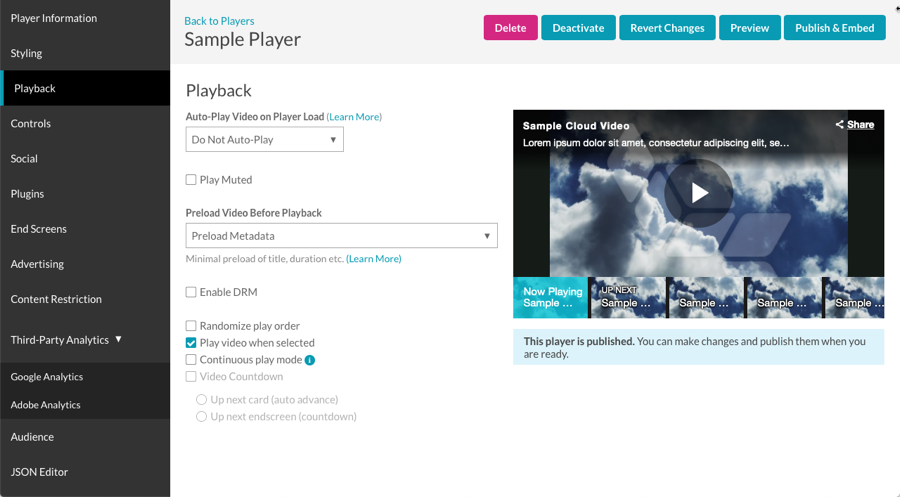 Player Information
Styling
Playback
Controls
Social
Plugins
End Screens
Advertising
Content Restriction
Third-Party Analytics
Google Analytics
Adobe Analytics
Audience
JSON Editor
Back to Players
Sample Player
Delete
Deactivate
Revert Changes
Preview
Publish & Embed
Playback
Auto-Play Video on Player Load (Learn More)
Do Not Auto-Play
Play Muted
Preload Video Before Playback
Preload Metadata
Minimal preload of title, duration etc. (Learn More)
Enable DRM
Randomize play order
Play video when selected
Continuous play mode i
Video Countdown
Up next card (auto advance)
Up next endscreen (countdown)
Sample Cloud Video
Share
Lorem ipsum dolor sit amet, consectetur adipiscing elit, se...
Now Playing
Sample ...
UP NEXT
Sample ...
Sample ...
Sample ...
Sample ...
This player is published. You can make changes and publish them when you
are ready.